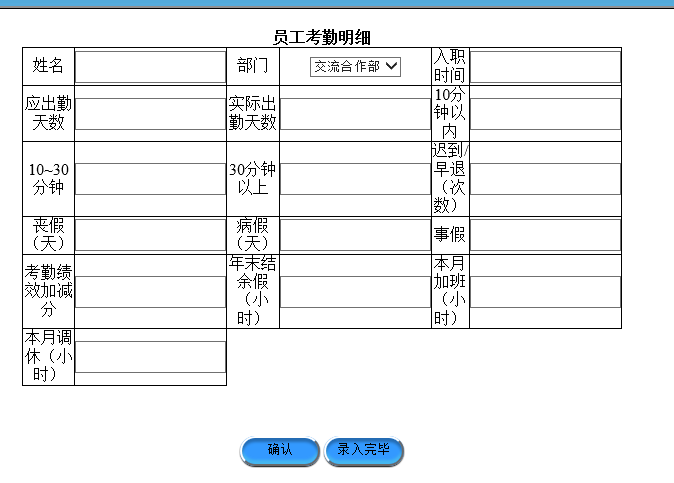 员工考勤明细
姓名
部门
交流合作部
入职
时间
应出勤
天数
实际出
勤天数
10分
钟以
内
10~30
分钟
30分钟
以上
迟到/
早退
（次
数）
丧假
（天）
病假
（天）
事假
考勤绩
效加减
分
年末结
余假
（小
时）
本月
加班
（小
时）
本月调
休（小
时）
确认
录入完毕